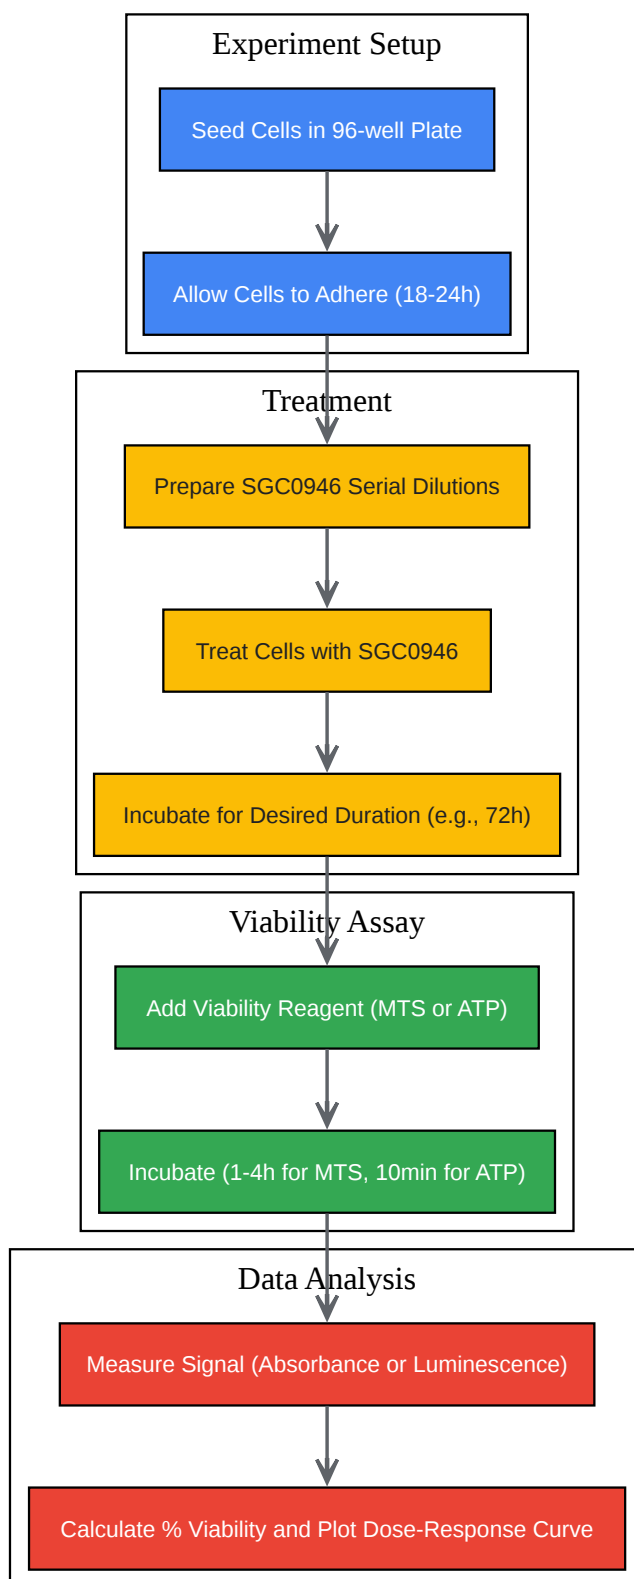 Experiment Setup
Seed Cells in 96-well Plate
Allow Cells to Adhere (18-24h)
Treatment
Prepare SGC0946 Serial Dilutions
Treat Cells with SGC0946
Incubate for Desired Duration (e.g., 72h)
Viability Assay
Add Viability Reagent (MTS or ATP)
Incubate (1-4h for MTS, 10min for ATP)
Data Analysis
Measure Signal (Absorbance or Luminescence)
Calculate % Viability and Plot Dose-Response Curve